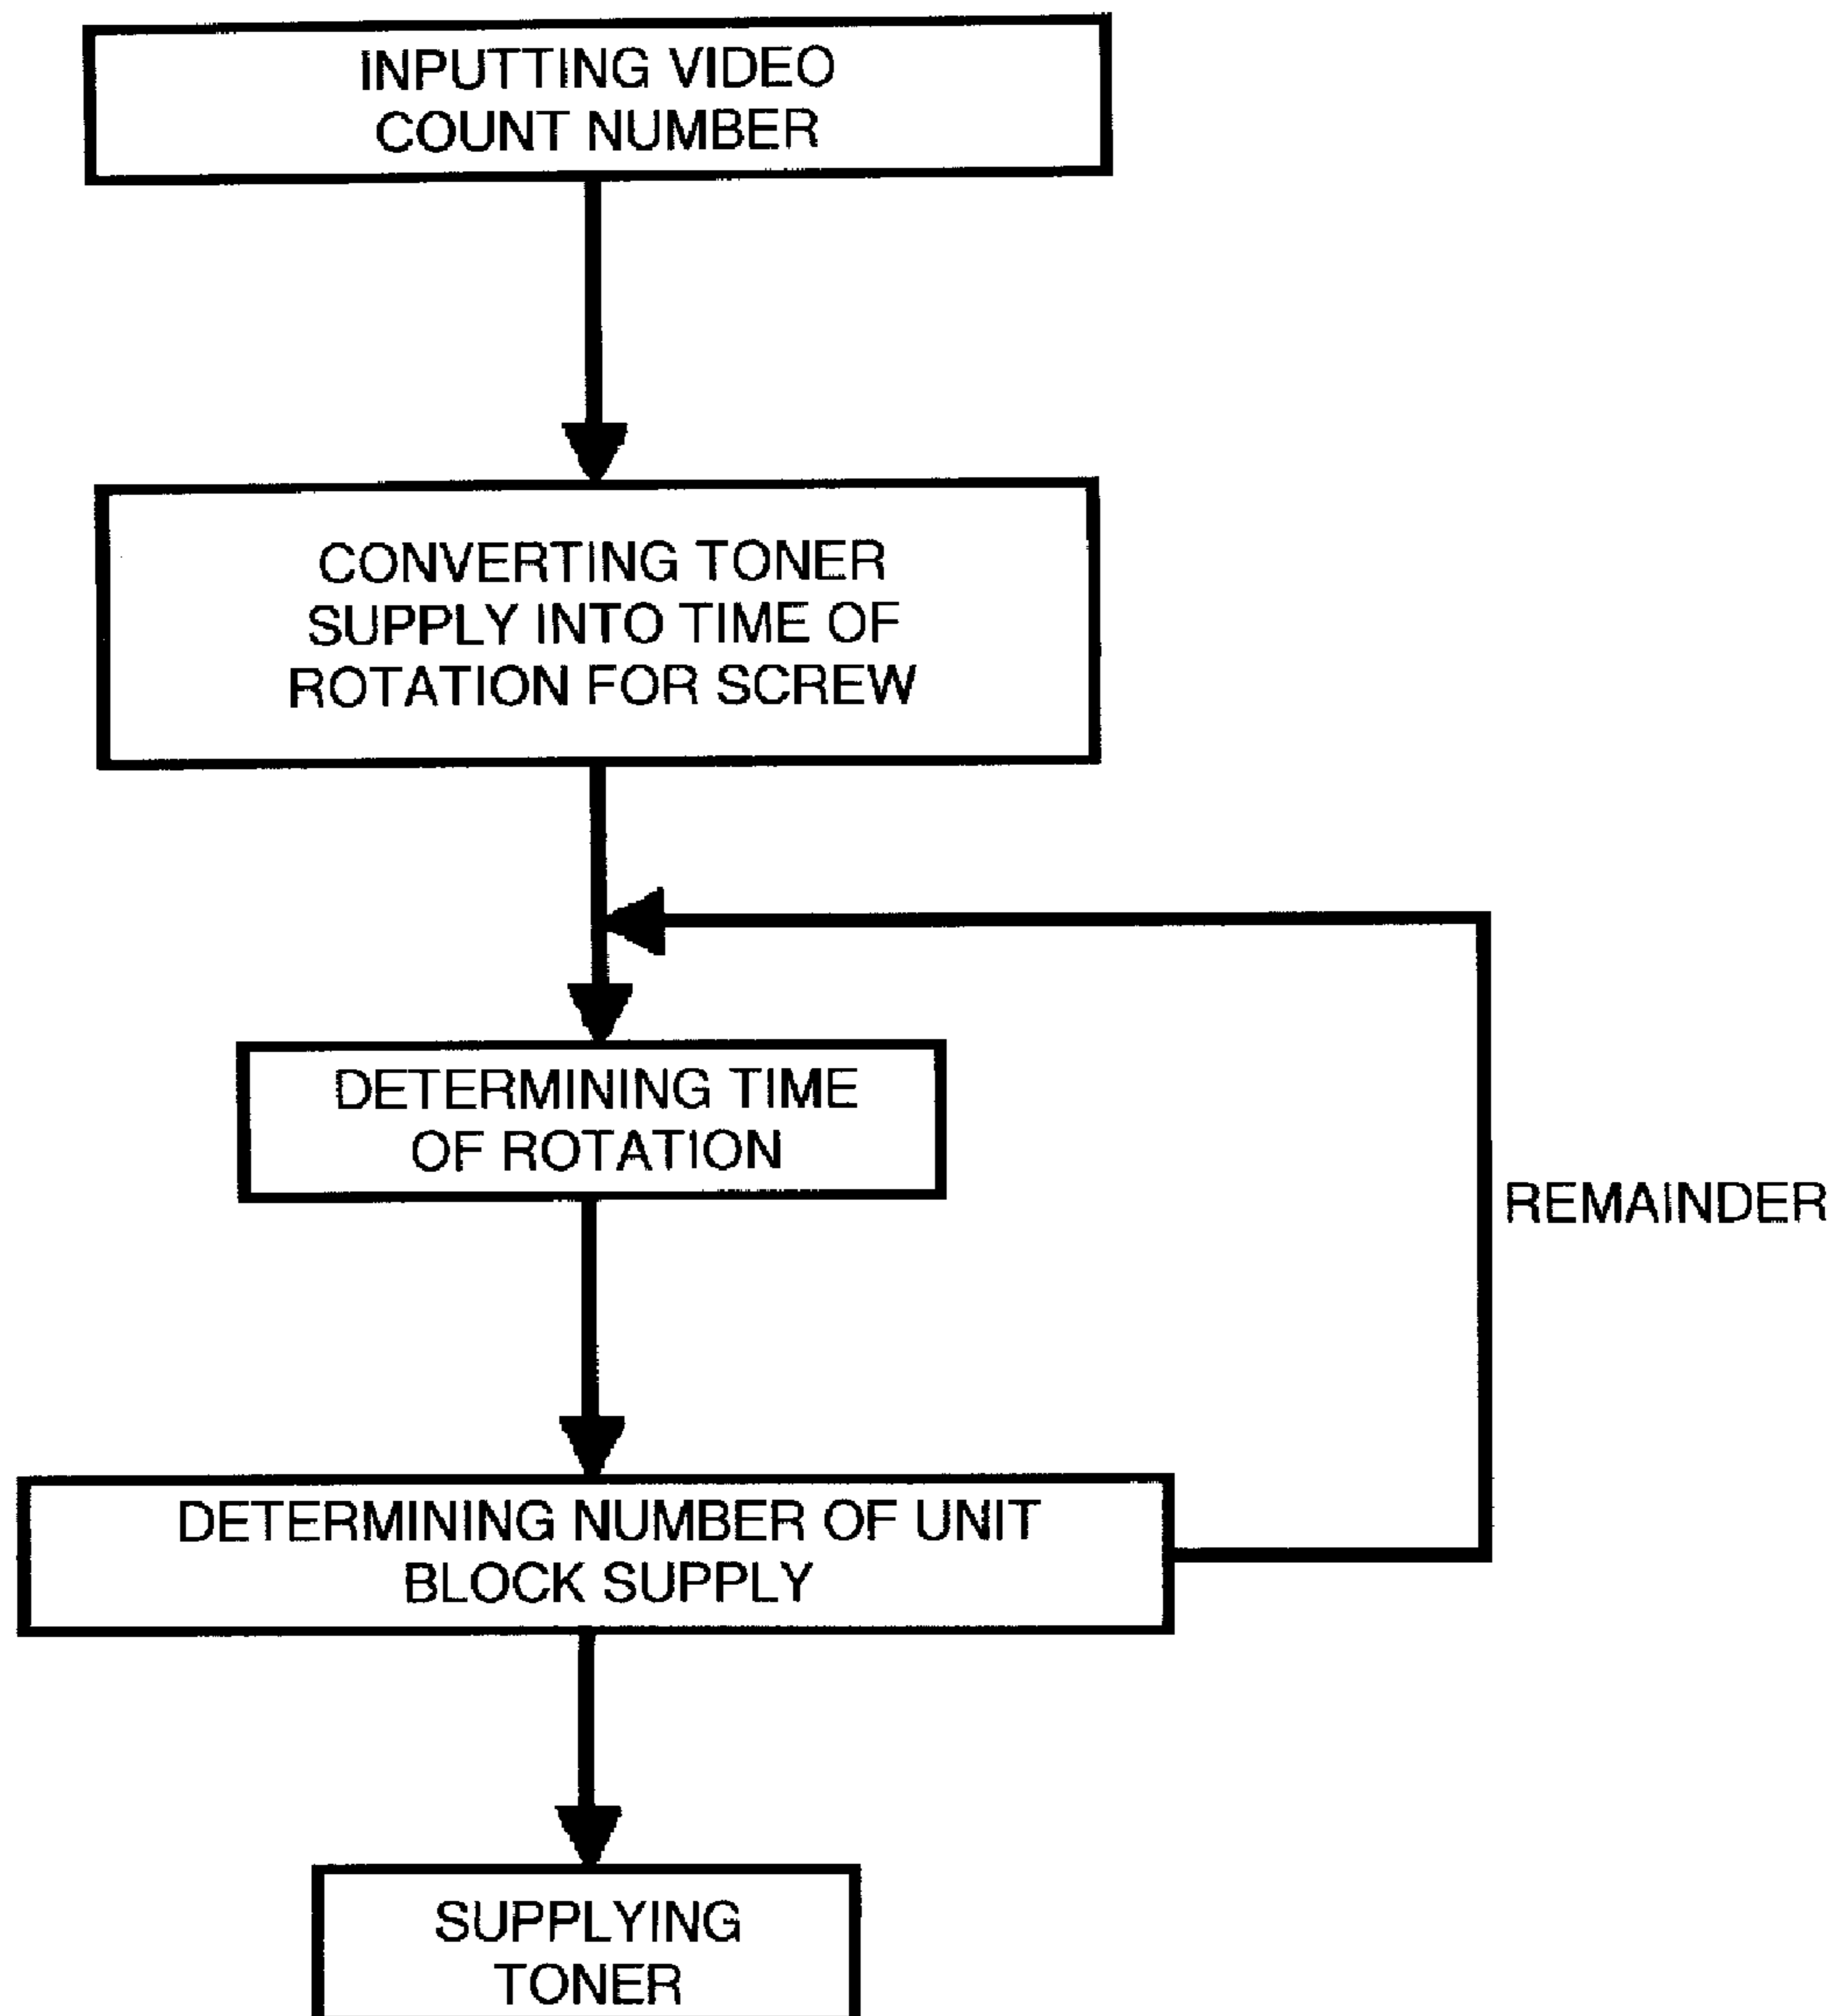 INPUTTING VIDEO
COUNT NUMBER
CONVERTING TONER
SUPPLY INTO TIME OF
ROTATION FOR SCREW
DETERMINING TIME
OF ROTATION
REMAINDER
DETERMINING NUMBER OF UNIT
BLOCK SUPPLY
SUPPLYING
TONER